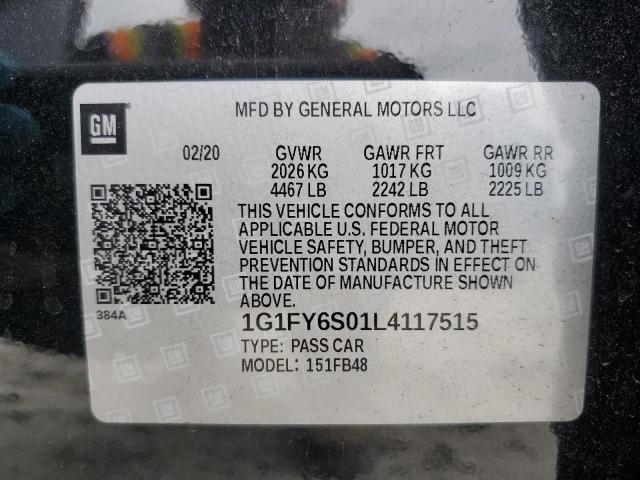 GM
MFD BY GENERAL MOTORS LLC
02/20 GVWR GAWR FRT GAWR RR
2026 KG 1017 KG 1009 KG
4467 LB 2242 LB 2225 LB
THIS VEHICLE CONFORMS TO ALL
APPLICABLE U.S. FEDERAL MOTOR
VEHICLE SAFETY, BUMPER, AND THEFT
PREVENTION STANDARDS IN EFFECT ON
THE DATE OF MANUFACTURE SHOWN
ABOVE.
384A
1G1FY6S01L4117515
TYPE: PASS CAR
MODEL: 151FB48